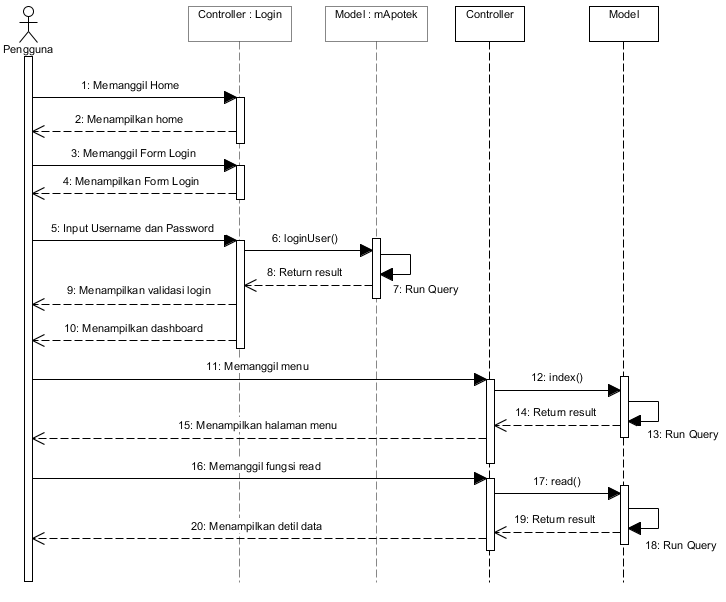 Controller : Login
Model : mApotek
Controller
Model
Pengguna
1: Memanggil Home
2: Menampilkan home
3: Memanggil Form Login
4: Menampilkan Form Login
5: Input Username dan Password
6: loginUser()
8: Return result
7: Run Query
9: Menampilkan validasi login
10: Menampilkan dashboard
11: Memanggil menu
12: index()
14: Return result
13: Run Query
15: Menampilkan halaman menu
16: Memanggil fungsi read
17: read()
19: Return result
18: Run Query
20: Menampilkan detil data